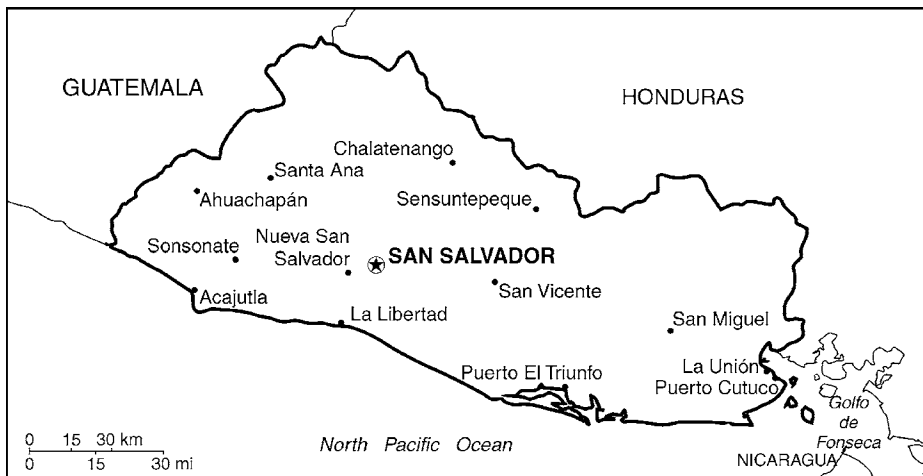 GUATEMALA
HONDURAS
Chalatenango
Santa Ana
Ahuachapán
Sensuntepeque
Sonsonate
Nueva San
Salvador
SAN SALVADOR
San Vicente
Acajutla
La Libertad
San Miguel
La Unión
Puerto Cutuco
Puerto El Triunfo
Golfo
de
Fonseca
North Pacific Ocean
NICARAGUA
0 15 30 km
0 15 30 mi